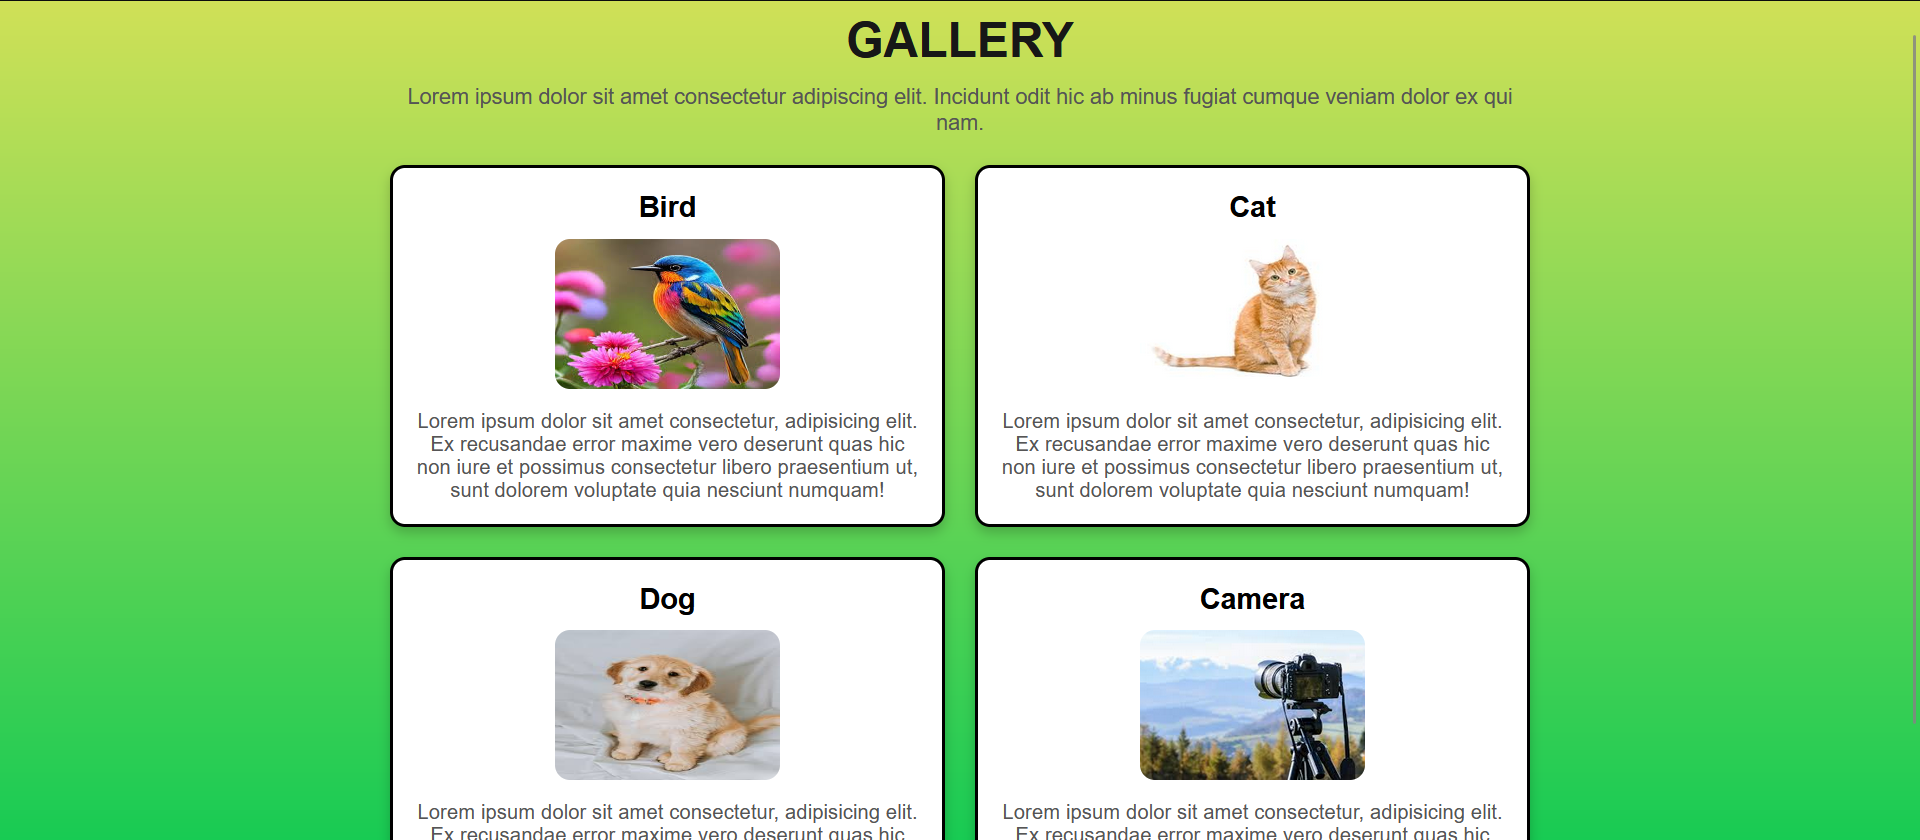 GALLERY
Lorem ipsum dolor sit amet consectetur adipiscing elit. Incidunt odit hic ab minus fugiat cumque veniam dolor ex qui
nam.
Bird
Lorem ipsum dolor sit amet consectetur, adipisicing elit.
Ex recusandae error maxime vero deserunt quas hic
non iure et possimus consectetur libero praesentium ut,
sunt dolorem voluptate quia nesciunt numquam!
Cat
Lorem ipsum dolor sit amet consectetur, adipisicing elit.
Ex recusandae error maxime vero deserunt quas hic
non iure et possimus consectetur libero praesentium ut,
sunt dolorem voluptate quia nesciunt numquam!
Dog
Lorem ipsum dolor sit amet consectetur, adipisicing elit.
Ex recusandae error maxime vero deserunt quas hic
Camera
Lorem ipsum dolor sit amet consectetur, adipisicing elit.
Ex recusandae error maxime vero deserunt quas hic